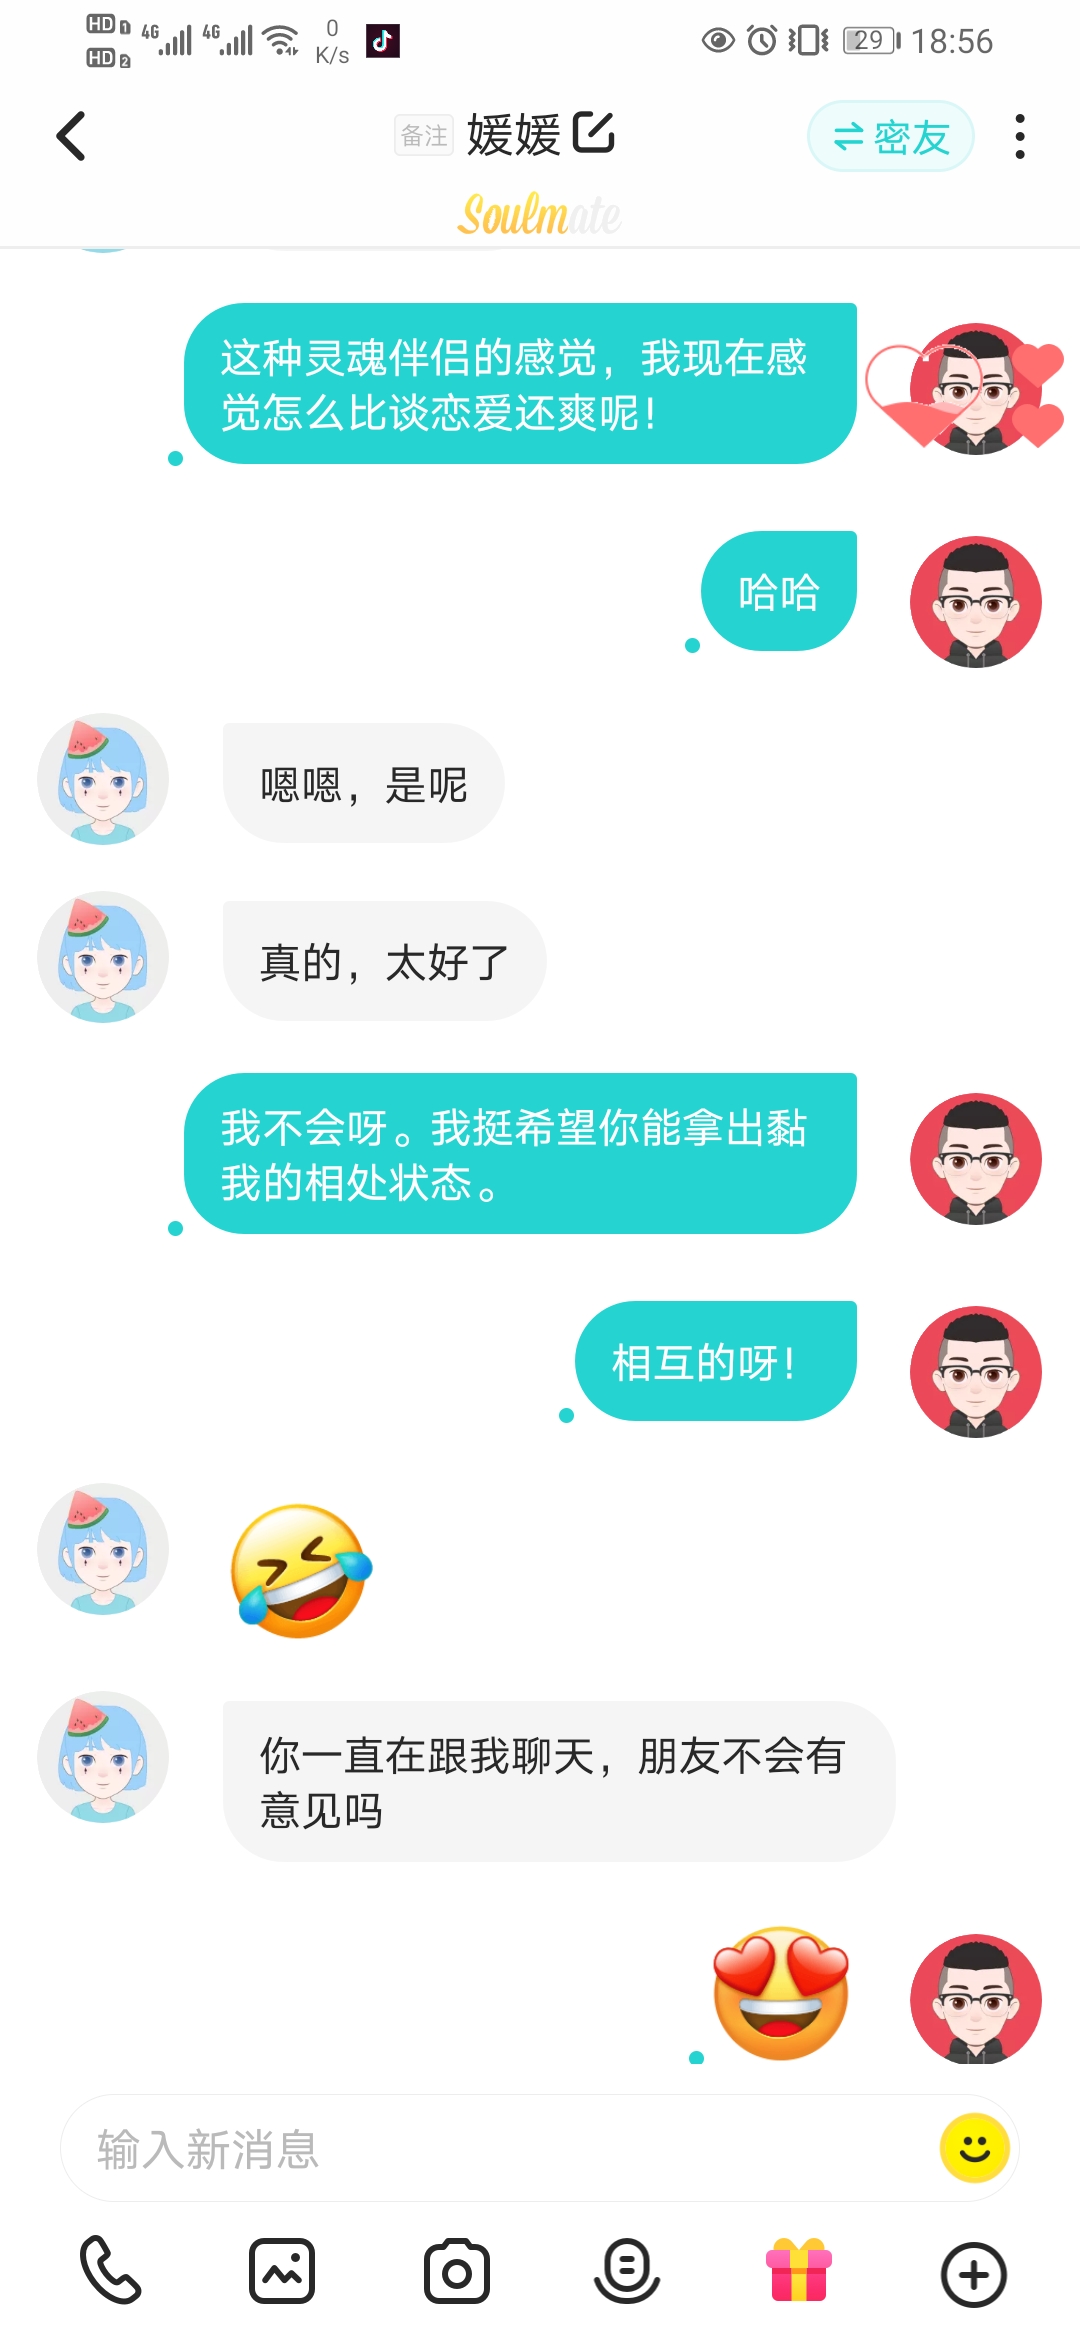 HD 1 4G 4G 0 29 18:56
HD 2 K/s
备注 媛媛 密友
Soulmate
这种灵魂伴侣的感觉，我现在感
觉怎么比谈恋爱还爽呢！
哈哈
嗯嗯，是呢
真的，太好了
我不会呀。我挺希望你能拿出黏
我的相处状态。
相互的呀！
你一直在跟我聊天，朋友不会有
意见吗
输入新消息